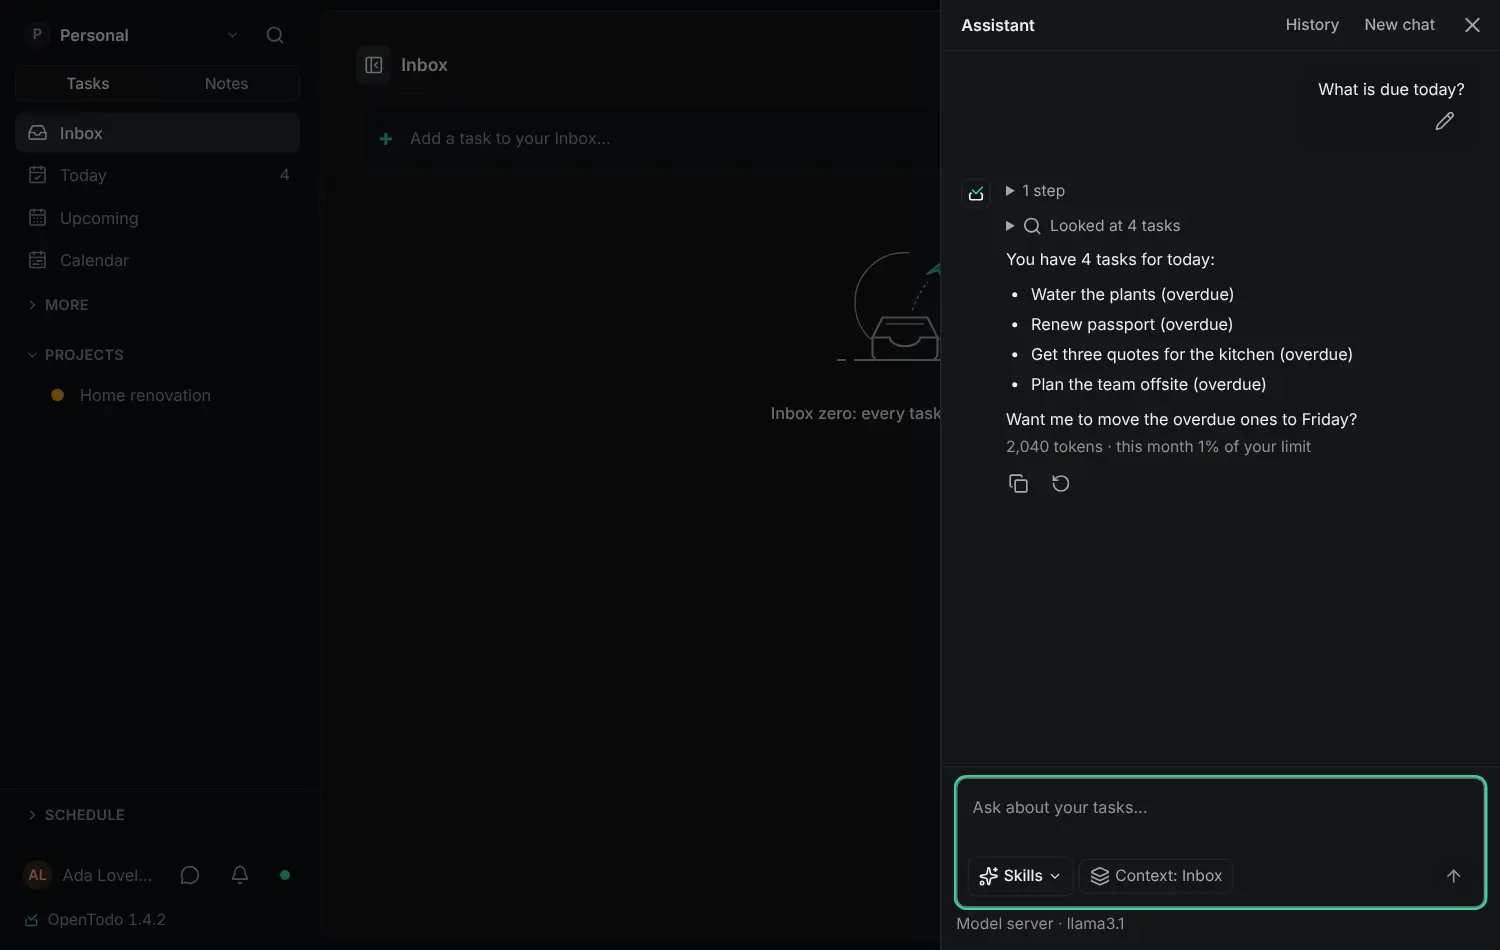 P Personal
Tasks Notes
Inbox
Today 4
Upcoming
Calendar
MORE
PROJECTS
Home renovation
SCHEDULE
AL Ada Lovel...
OpenTodo 1.4.2
Inbox
Add a task to your Inbox...
Inbox zero: every task
Assistant History New chat
What is due today?
1 step
Looked at 4 tasks
You have 4 tasks for today:
• Water the plants (overdue)
• Renew passport (overdue)
• Get three quotes for the kitchen (overdue)
• Plan the team offsite (overdue)
Want me to move the overdue ones to Friday?
2,040 tokens · this month 1% of your limit
Ask about your tasks...
Skills Context: Inbox
Model server · llama3.1